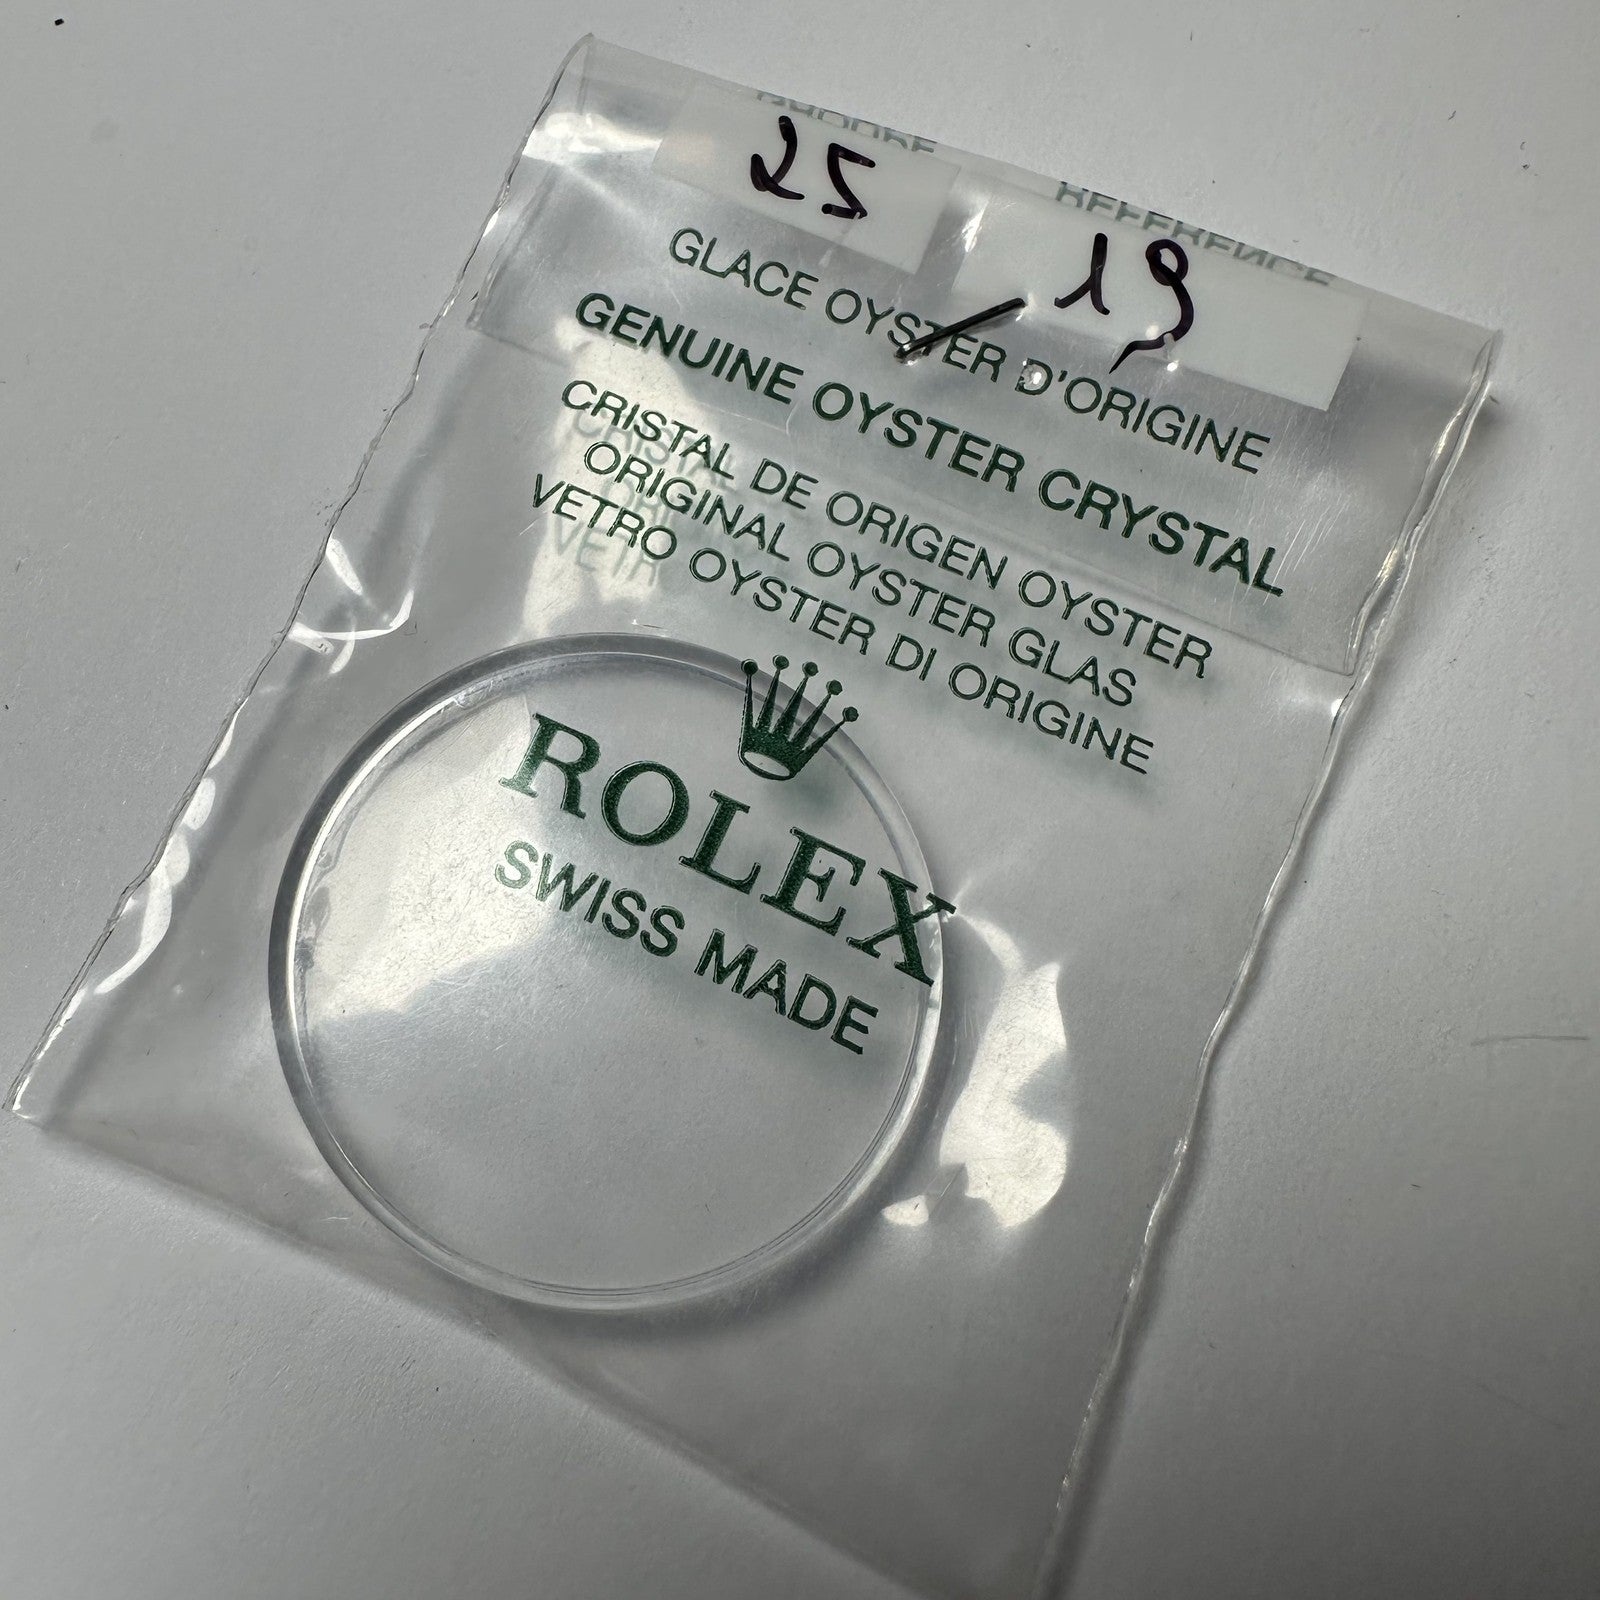 25
REFERENCE
19
GLACE OYSTER D'ORIGINE
GENUINE OYSTER CRYSTAL
CRISTAL DE ORIGEN OYSTER
ORIGINAL OYSTER GLAS
VETRO OYSTER DI ORIGINE
ROLEX
SWISS MADE